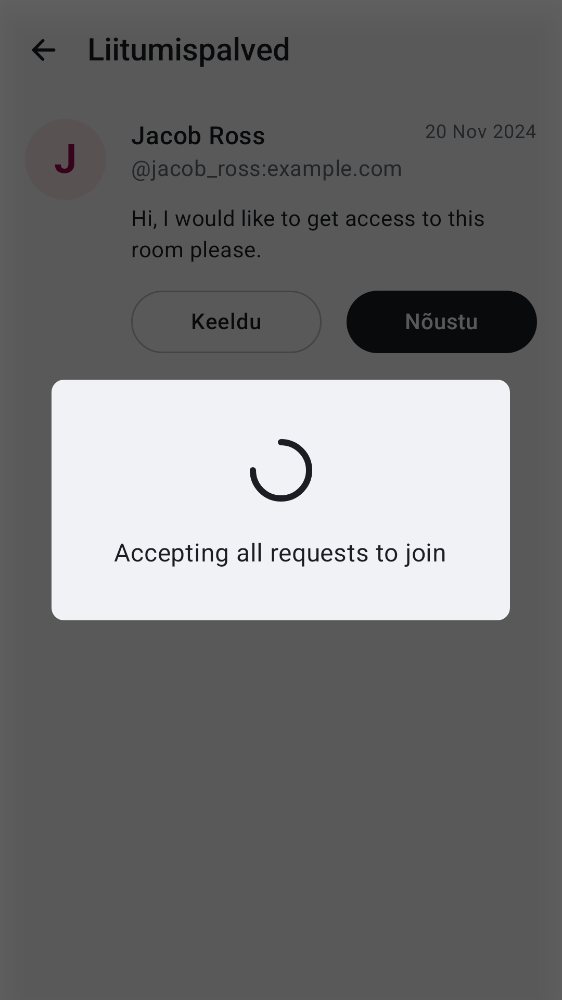 Liitumispalved
J
Jacob Ross
20 Nov 2024
@jacob_ross:example.com
Hi, I would like to get access to this
room please.
Keeldu
Nõustu
Accepting all requests to join